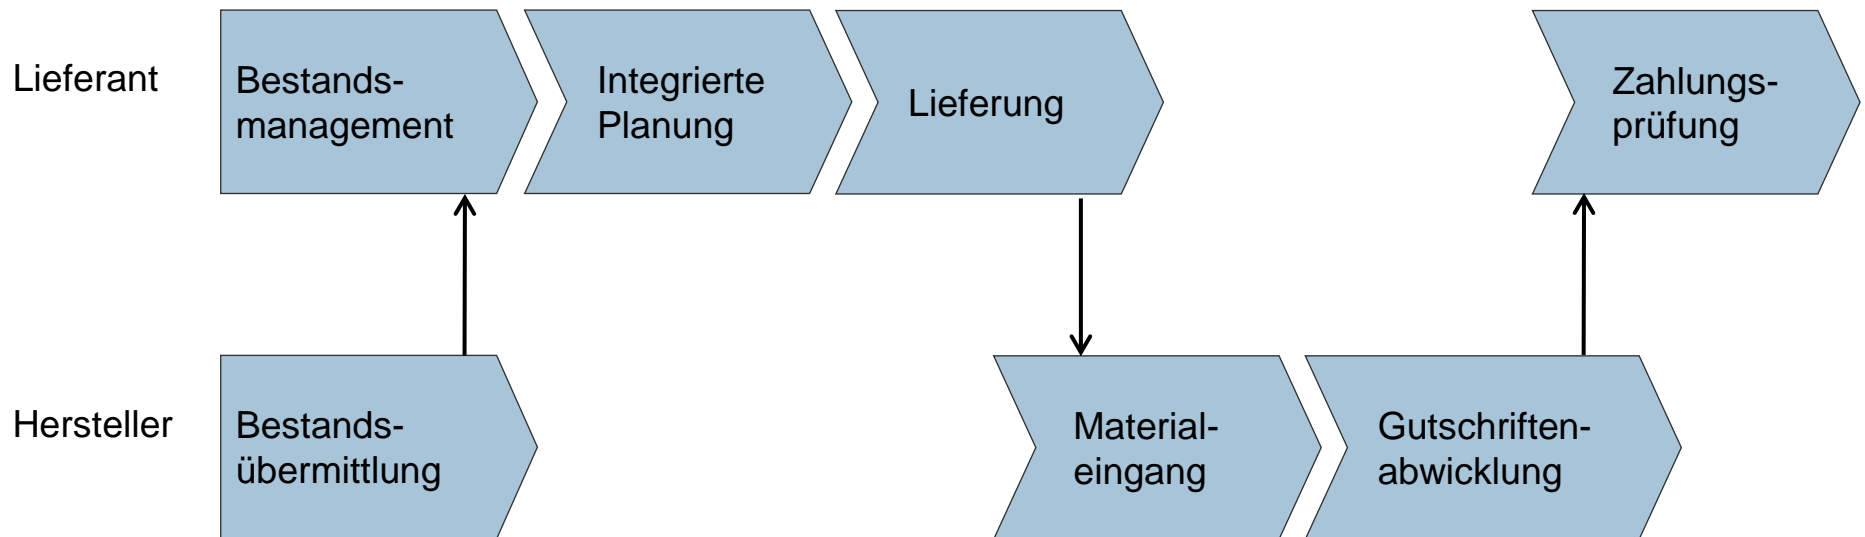 Lieferant
Bestands-
management
Integrierte
Planung
Lieferung
Zahlungs-
prüfung
Hersteller
Bestands-
übermittlung
Material-
eingang
Gutschriften-
abwicklung